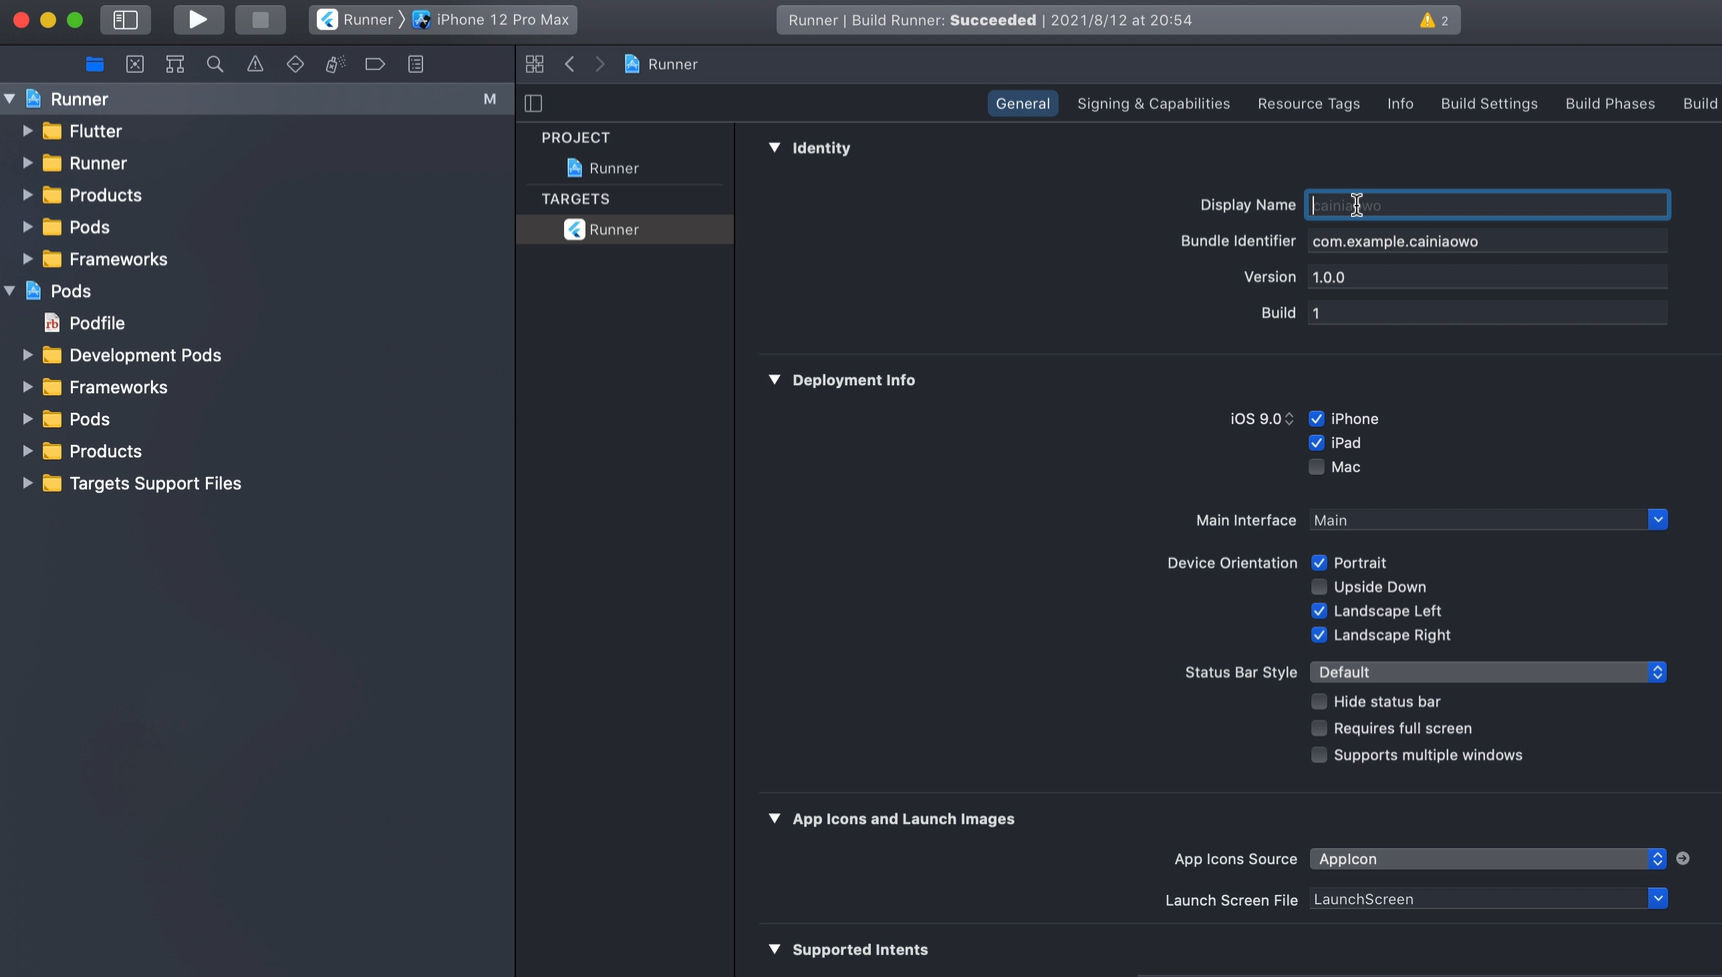 Runner 〉 iPhone 12 Pro Max
Runner | Build Runner: Succeeded | 2021/8/12 at 20:54
2
Runner
M
Flutter
Runner
Products
Pods
Frameworks
Pods
Podfile
Development Pods
Frameworks
Pods
Products
Targets Support Files
Runner
General Signing & Capabilities Resource Tags Info Build Settings Build Phases Build
PROJECT
Runner
TARGETS
Runner
Identity
Display Name cainiaowo
Bundle Identifier com.example.cainiaowo
Version 1.0.0
Build 1
Deployment Info
iOS 9.0 iPhone
iPad
Mac
Main Interface Main
Device Orientation Portrait
Upside Down
Landscape Left
Landscape Right
Status Bar Style Default
Hide status bar
Requires full screen
Supports multiple windows
App Icons and Launch Images
App Icons Source AppIcon
Launch Screen File LaunchScreen
Supported Intents